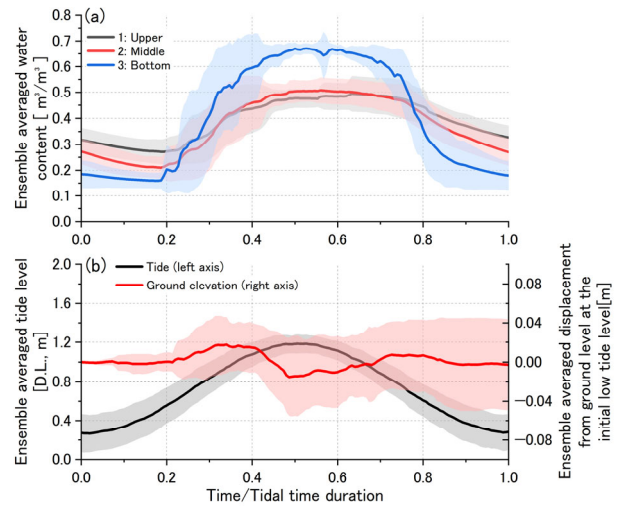 (a)
1: Upper
2: Middle
3: Bottom
Ensemble averaged water
content [ m³/m³ ]
0.8
0.7
0.6
0.5
0.4
0.3
0.2
0.1
0.0
0.0 0.2 0.4 0.6 0.8 1.0
(b)
Tide (left axis)
Ground elevation (right axis)
Ensemble averaged tide level
[D.L., m]
2.0
1.6
1.2
0.8
0.4
0.0
0.08
0.04
0.00
−0.04
−0.08
Ensemble averaged displacement
from ground level at the
initial low tide level[m]
0.0 0.2 0.4 0.6 0.8 1.0
Time/Tidal time duration